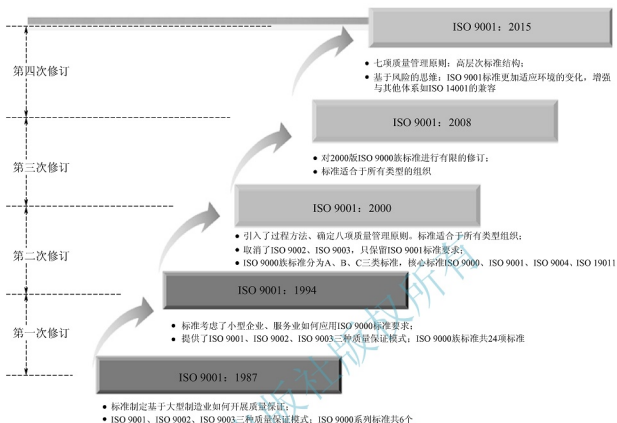 ISO 9001：2015
第四次修订
● 七项质量管理原则；高层次标准结构；
● 基于风险的思维；ISO 9001标准更加适应环境的变化，增强
与其他体系如ISO 14001的兼容
ISO 9001：2008
第三次修订
● 对2000版ISO 9000族标准进行有限的修订；
● 标准适合于所有类型的组织
ISO 9001：2000
第二次修订
● 引入了过程方法、确定八项质量管理原则。标准适合于所有类型组织；
● 取消了ISO 9002、ISO 9003，只保留ISO 9001标准要求；
● ISO 9000族标准分为A、B、C三类标准，核心标准ISO 9000、ISO 9001、ISO 9004、ISO 19011
ISO 9001：1994
第一次修订
● 标准考虑了小型企业、服务业如何应用ISO 9000标准要求；
● 提供了ISO 9001、ISO 9002、ISO 9003三种质量保证模式；ISO 9000族标准共24项标准
ISO 9001：1987
● 标准制定基于大型制造业如何开展质量保证；
● ISO 9001、ISO 9002、ISO 9003三种质量保证模式；ISO 9000系列标准共6个
版社版权所有